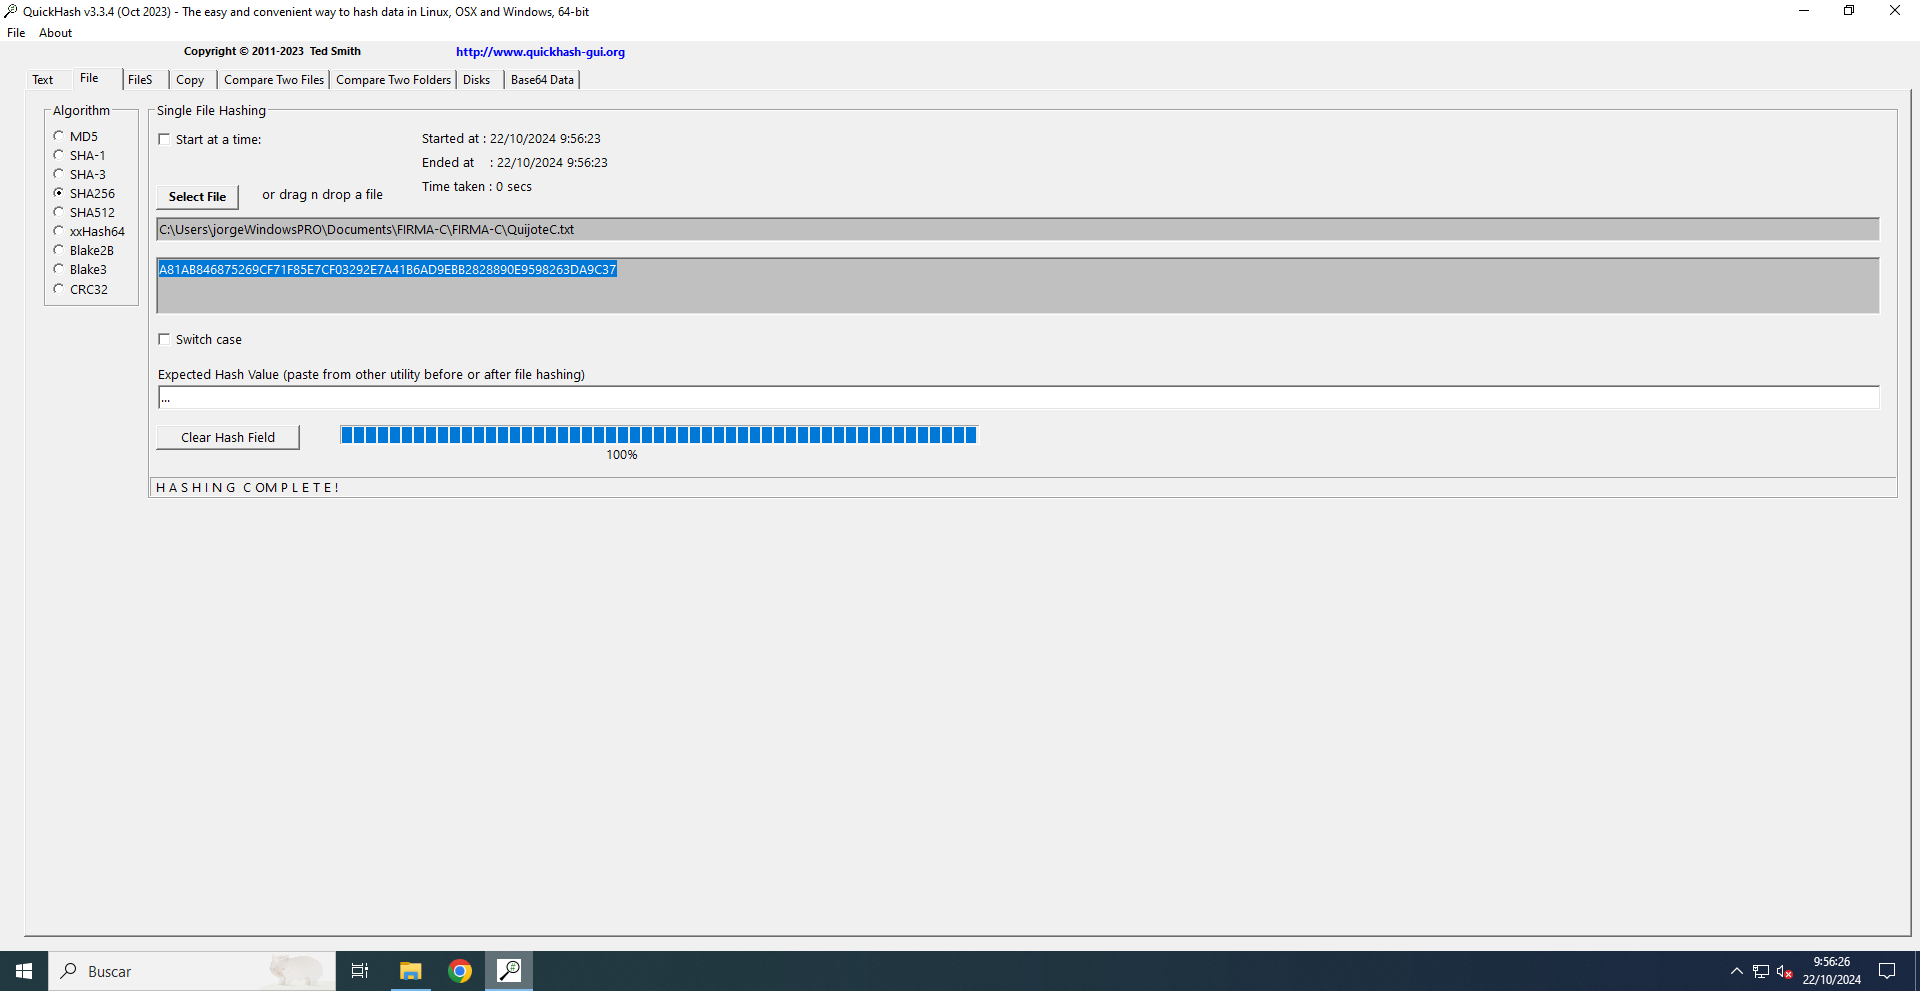 QuickHash v3.3.4 (Oct 2023) - The easy and convenient way to hash data in Linux, OSX and Windows, 64-bit
File About
Copyright © 2011-2023 Ted Smith http://www.quickhash-gui.org
Text File FileS Copy Compare Two Files Compare Two Folders Disks Base64 Data
Algorithm
MD5
SHA-1
SHA-3
SHA256
SHA512
xxHash64
Blake2B
Blake3
CRC32
Single File Hashing
Start at a time:
Started at : 22/10/2024 9:56:23
Ended at : 22/10/2024 9:56:23
Time taken : 0 secs
Select File or drag n drop a file
C:\Users\jorgeWindowsPRO\Documents\FIRMA-C\FIRMA-C\QuijoteC.txt
A81AB846875269CF71F85E7CF03292E7A41B6AD9EBB2828890E9598263DA9C37
Switch case
Expected Hash Value (paste from other utility before or after file hashing)
...
Clear Hash Field
100%
HASHING COMPLETE!
Buscar
9:56:26
22/10/2024